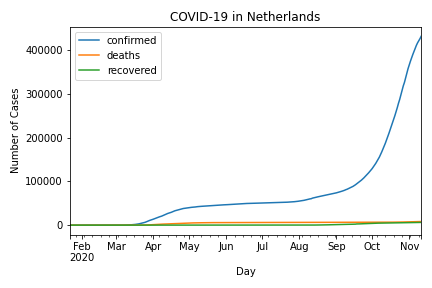 COVID-19 in Netherlands
confirmed
deaths
recovered
Number of Cases
400000
300000
200000
100000
0
Feb Mar Apr May Jun Jul Aug Sep Oct Nov
2020
Day